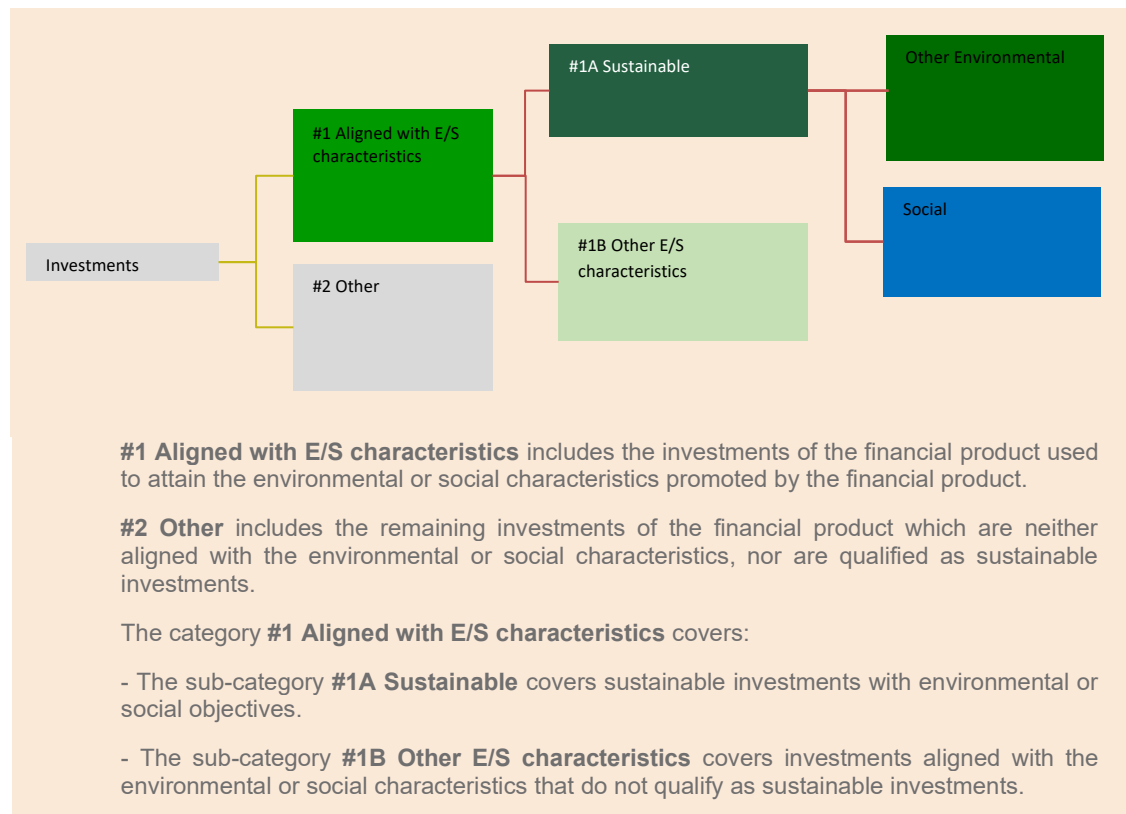 #1A Sustainable
Other Environmental
#1 Aligned with E/S
characteristics
Social
#1B Other E/S
characteristics
Investments
#2 Other
#1 Aligned with E/S characteristics includes the investments of the financial product used
to attain the environmental or social characteristics promoted by the financial product.
#2 Other includes the remaining investments of the financial product which are neither
aligned with the environmental or social characteristics, nor are qualified as sustainable
investments.
The category #1 Aligned with E/S characteristics covers:
- The sub-category #1A Sustainable covers sustainable investments with environmental or
social objectives.
- The sub-category #1B Other E/S characteristics covers investments aligned with the
environmental or social characteristics that do not qualify as sustainable investments.